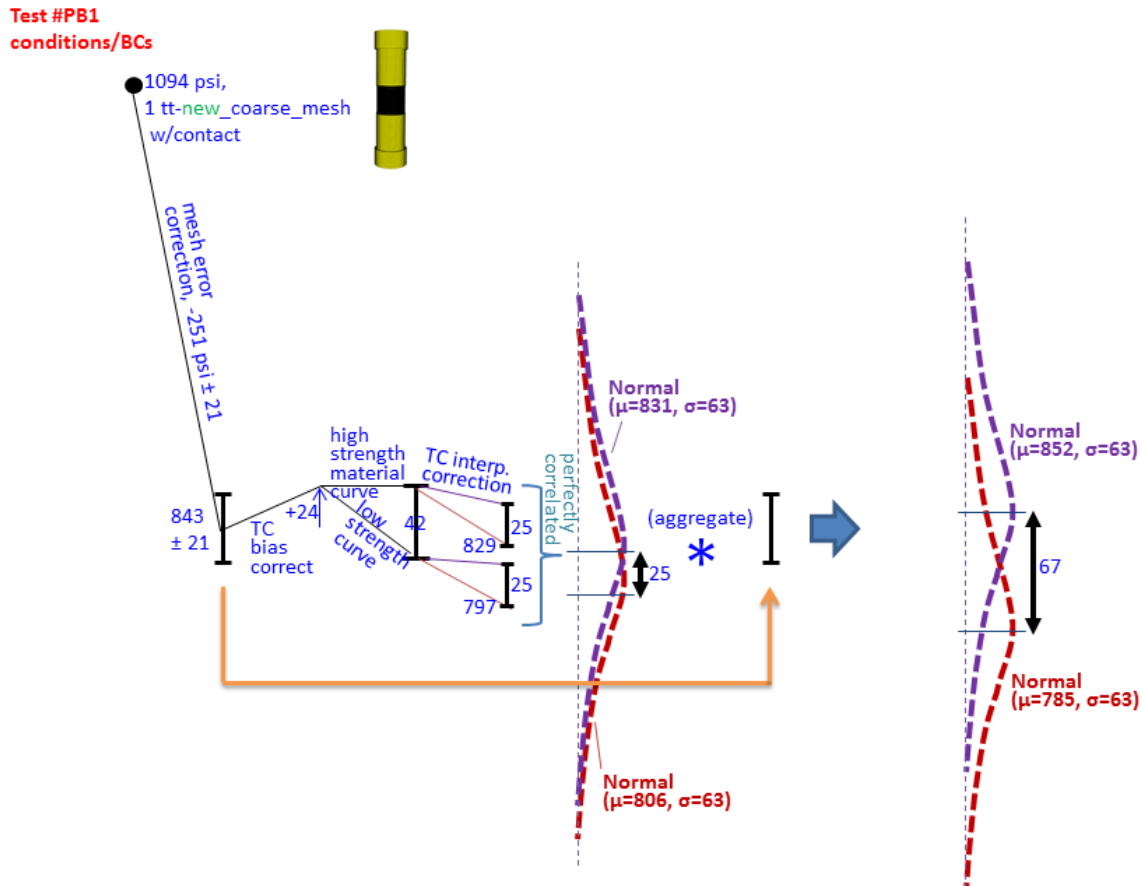 Test #PB1
conditions/BCs
1094 psi,
1 tt-new_coarse_mesh
w/contact
mesh error
correction, -251 psi ± 21
843
± 21
TC
bias
correct
+24
high
strength
material
curve
low
strength
curve
42
TC interp.
correction
25
829
25
797
perfectly
correlated
Normal
(μ=831, σ=63)
25
Normal
(μ=806, σ=63)
(aggregate)
*
Normal
(μ=852, σ=63)
67
Normal
(μ=785, σ=63)